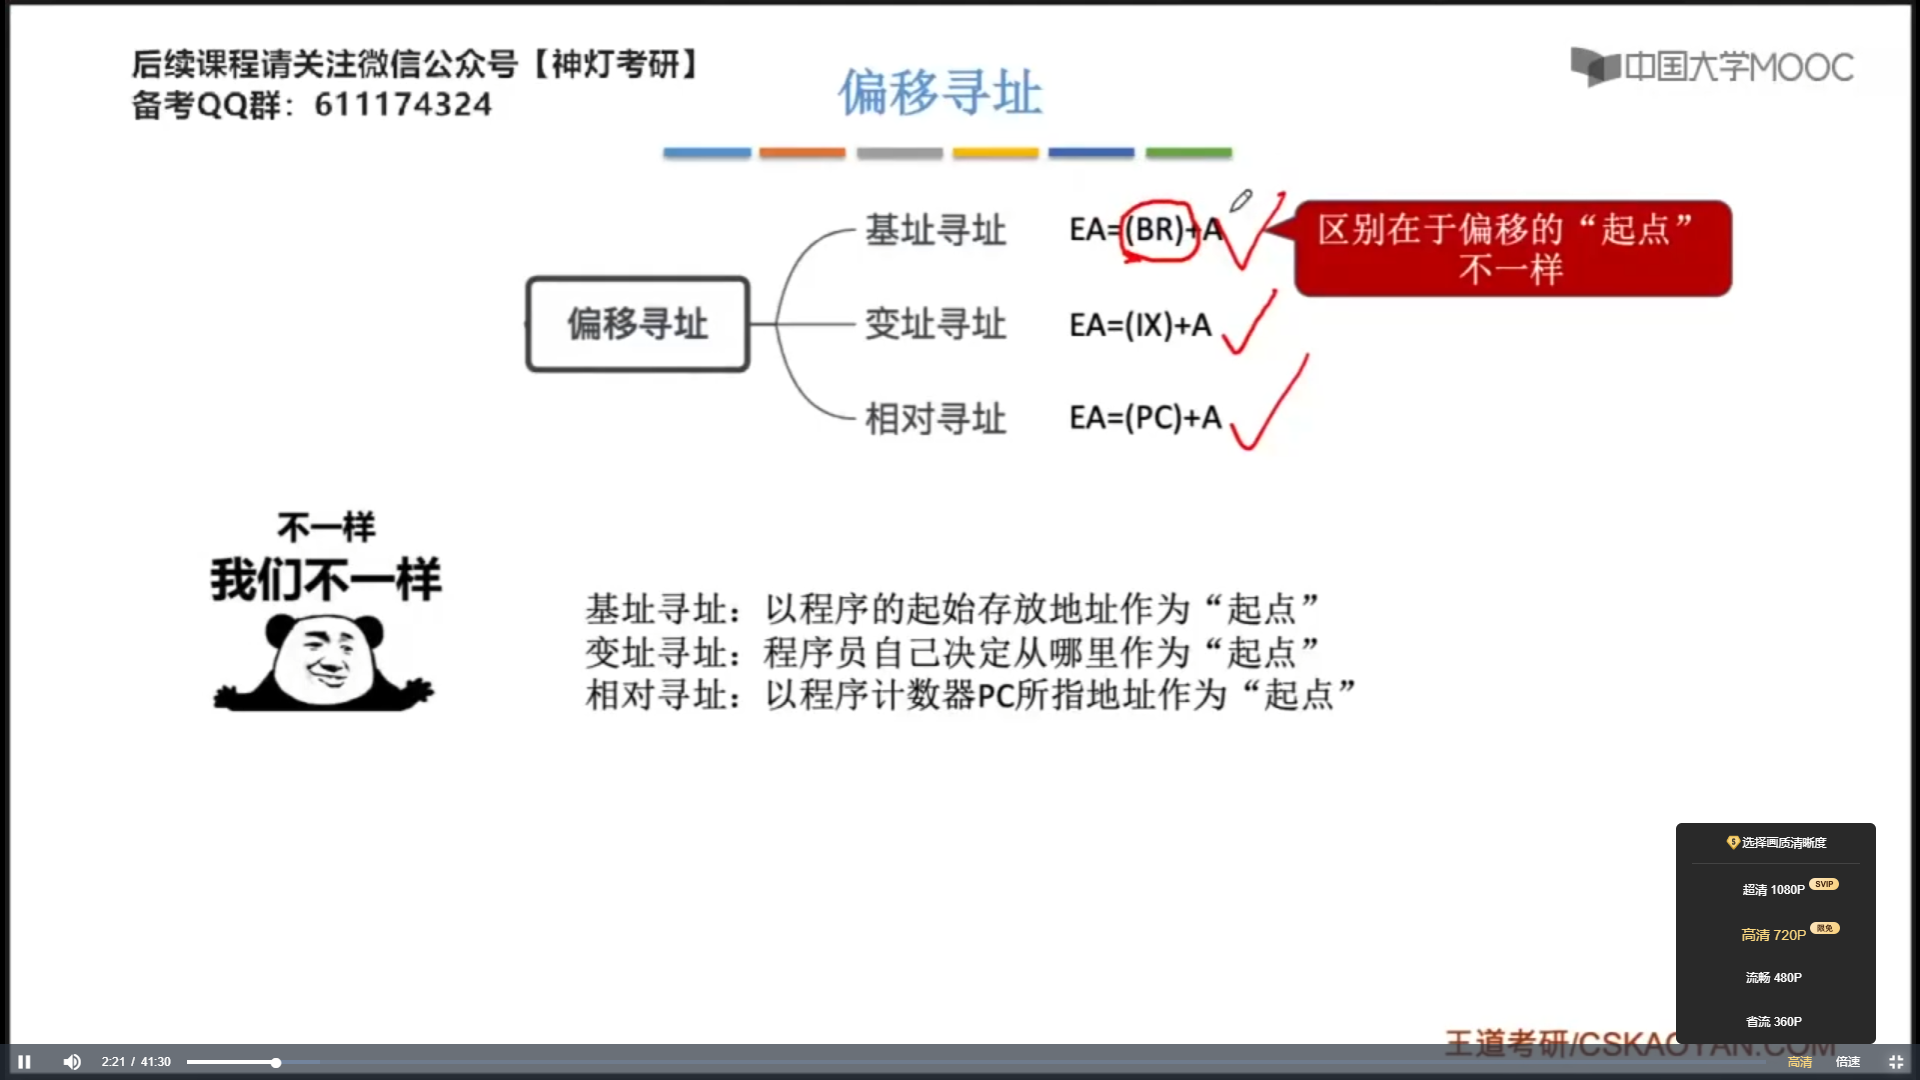 后续课程请关注微信公众号【神灯考研】
备考QQ群：611174324
偏移寻址
中国大学MOOC
基址寻址 EA=(BR)+A
区别在于偏移的“起点”
不一样
偏移寻址
变址寻址 EA=(IX)+A
相对寻址 EA=(PC)+A
不一样
我们不一样
基址寻址：以程序的起始存放地址作为“起点”
变址寻址：程序员自己决定从哪里作为“起点”
相对寻址：以程序计数器PC所指地址作为“起点”
选择画质清晰度
超清 1080P SVIP
高清 720P 限免
流畅 480P
省流 360P
王道考研/CSKAOYAN.COM
2:21 / 41:30
高清 倍速